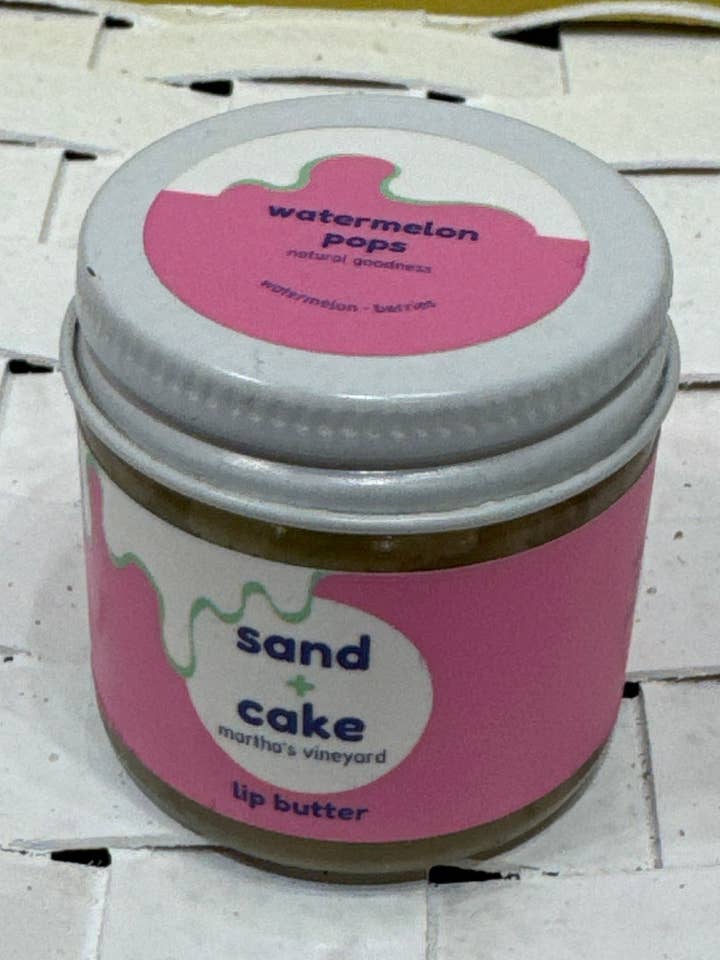 watermelon
pops
natural goodness
watermelon - berries
sand
+
cake
martha's vineyard
lip butter